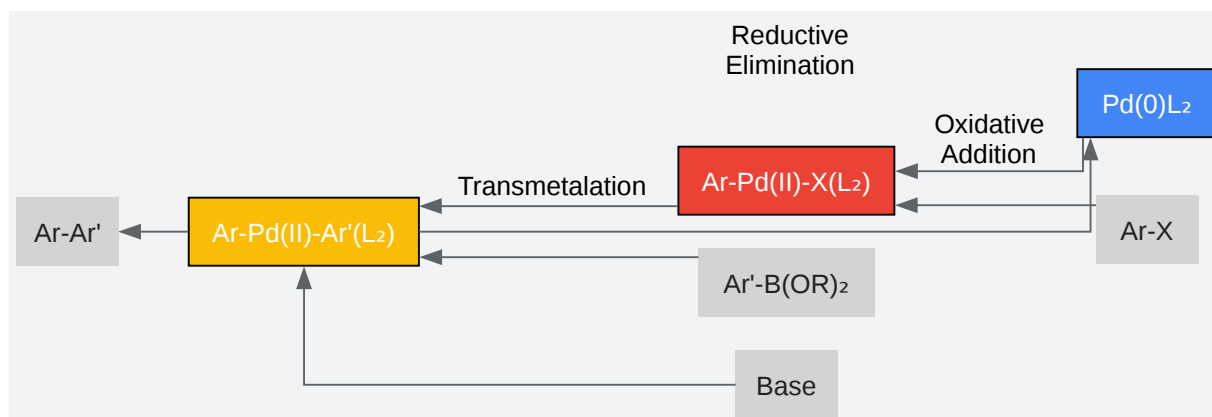 Reductive
Elimination
Pd(0)L₂
Oxidative
Addition
Ar-Pd(II)-X(L₂)
Transmetalation
Ar-Ar'
Ar-Pd(II)-Ar'(L₂)
Ar-X
Ar'-B(OR)₂
Base